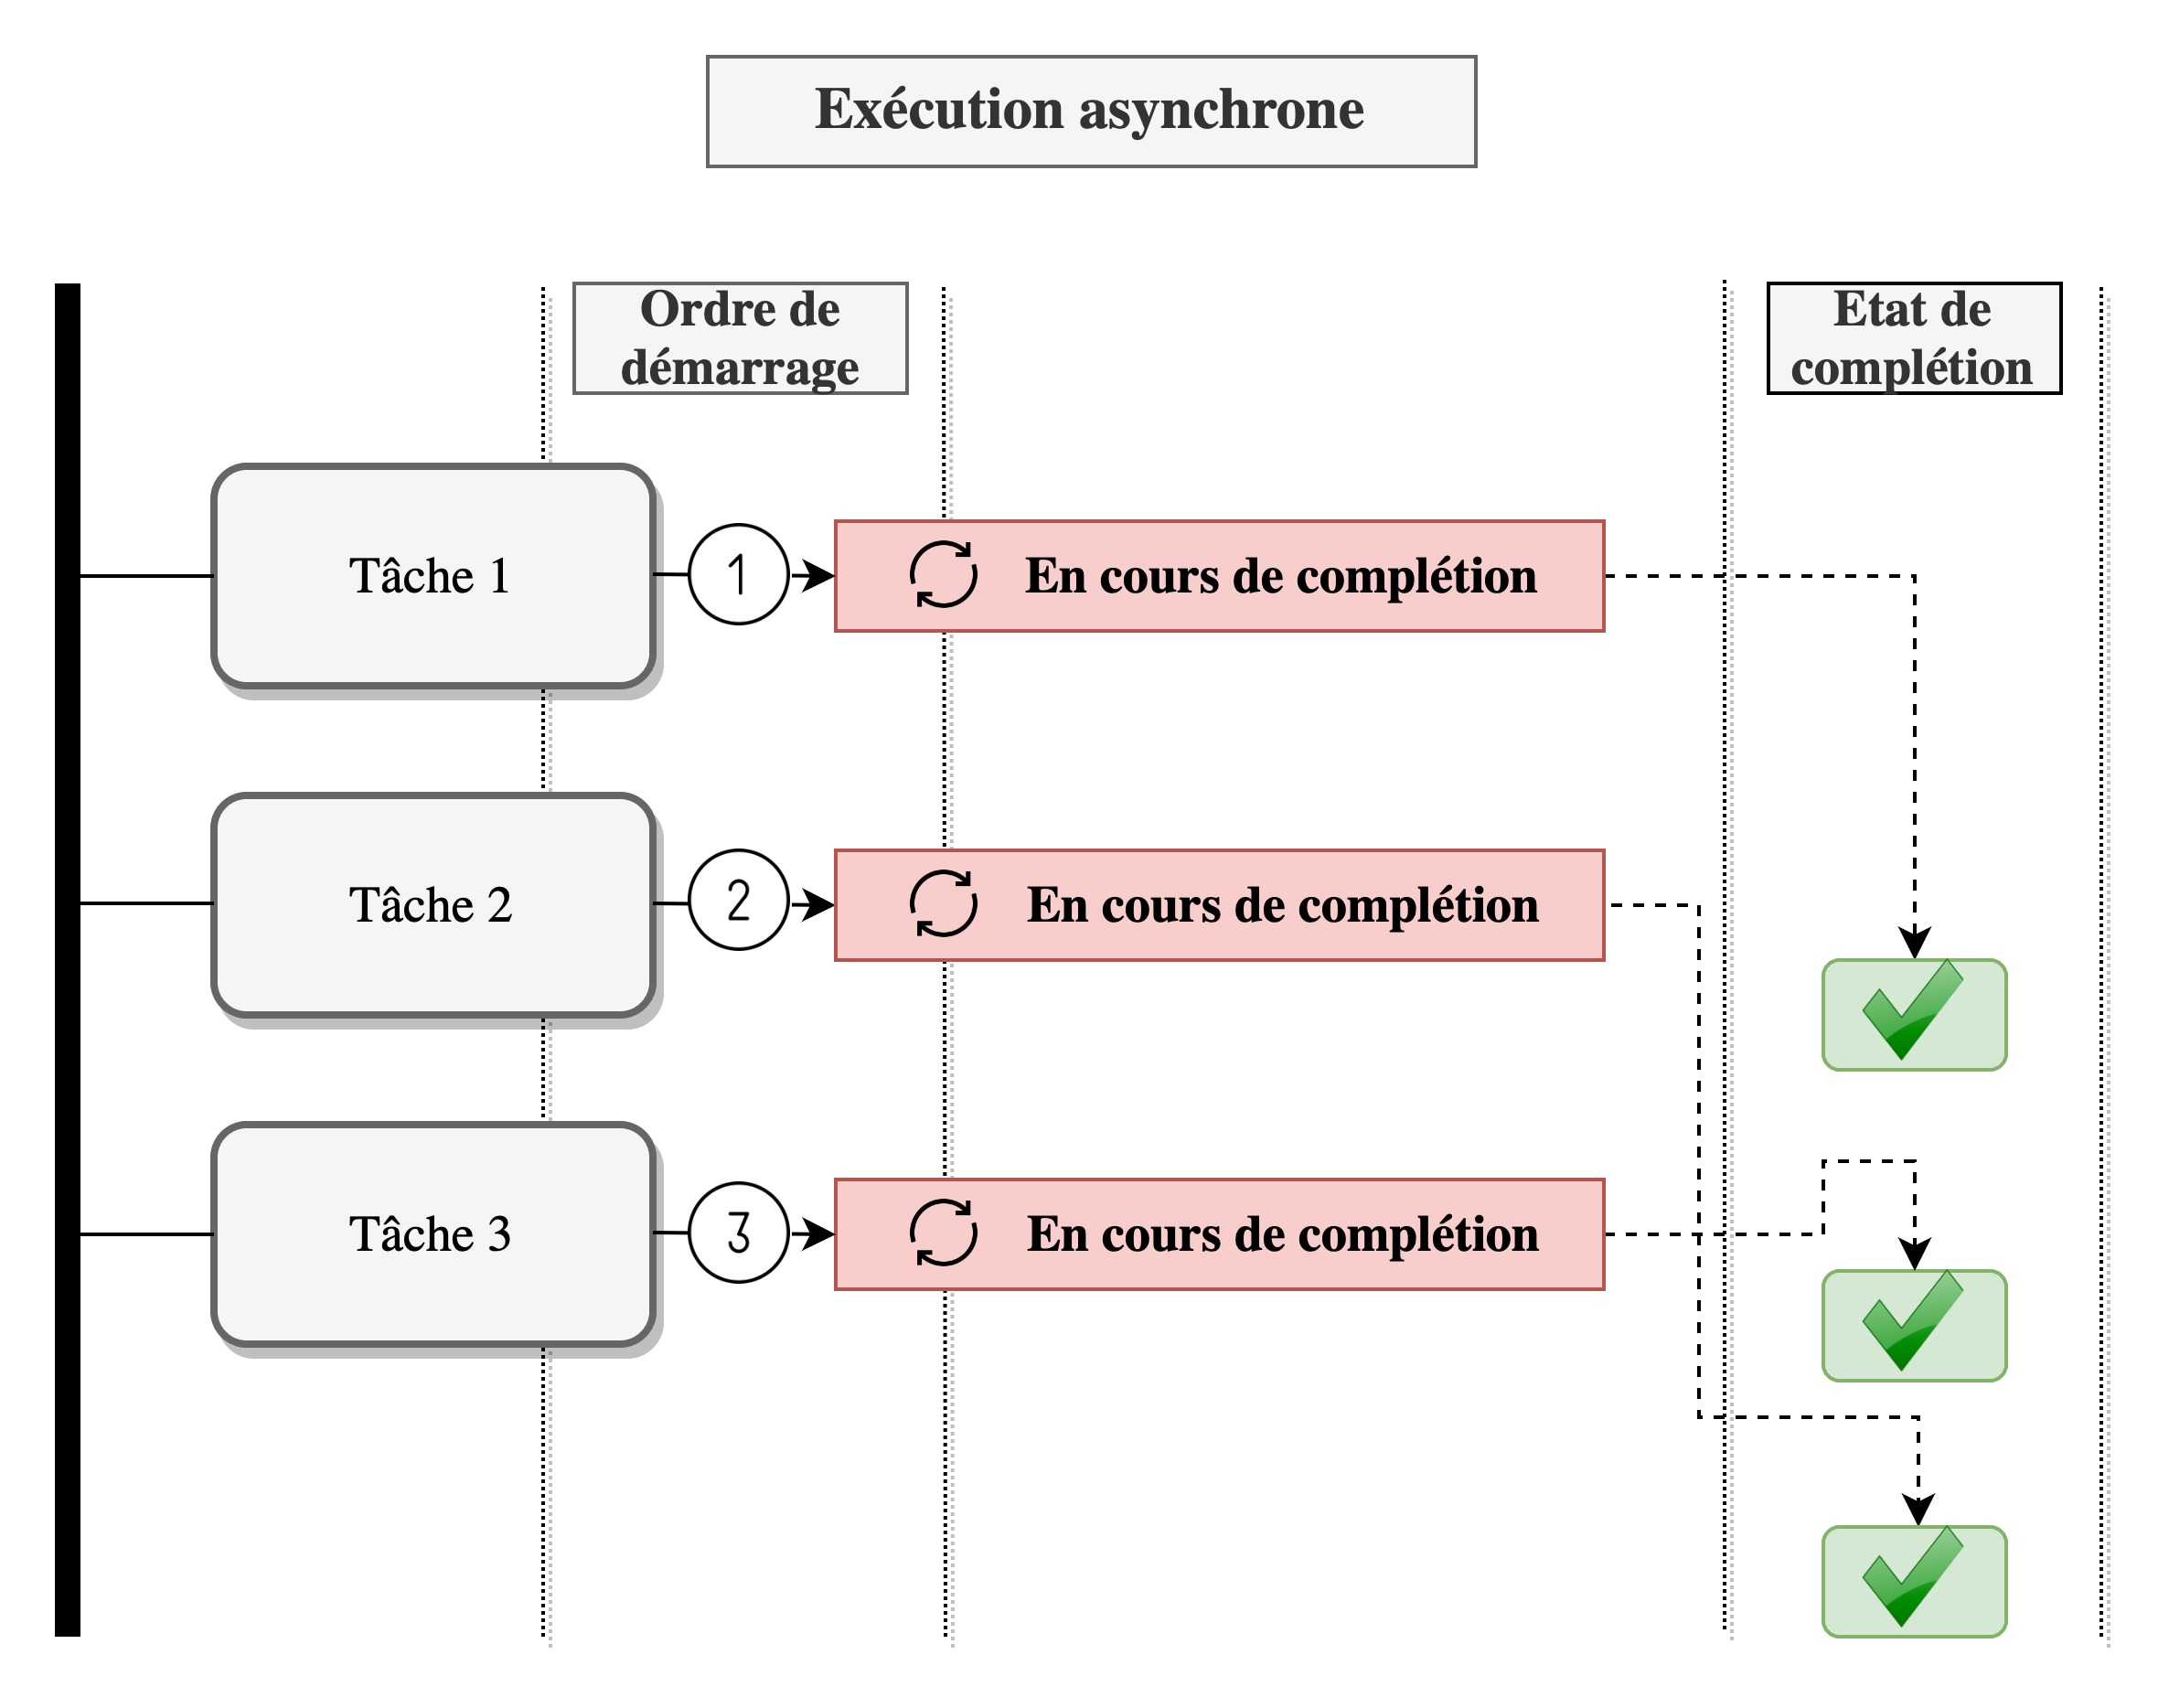 Exécution asynchrone
Ordre de
démarrage
Etat de
complétion
Tâche 1
1
En cours de complétion
Tâche 2
2
En cours de complétion
Tâche 3
3
En cours de complétion